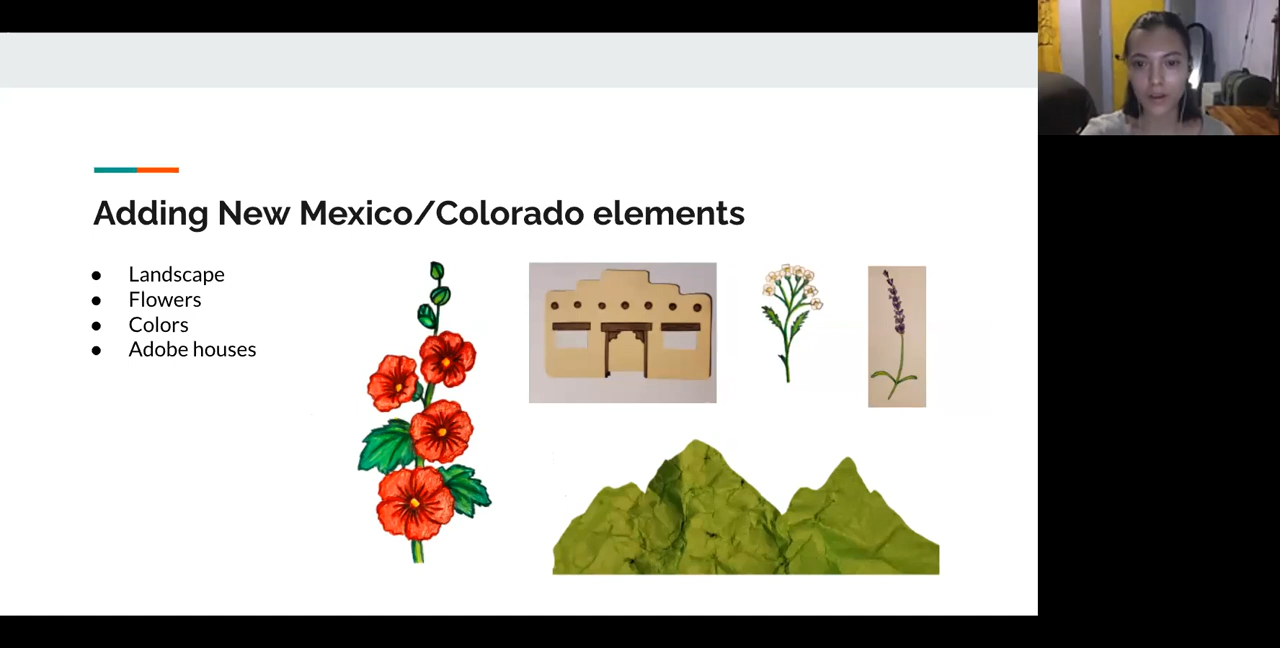 Adding New Mexico/Colorado elements
● Landscape
● Flowers
● Colors
● Adobe houses